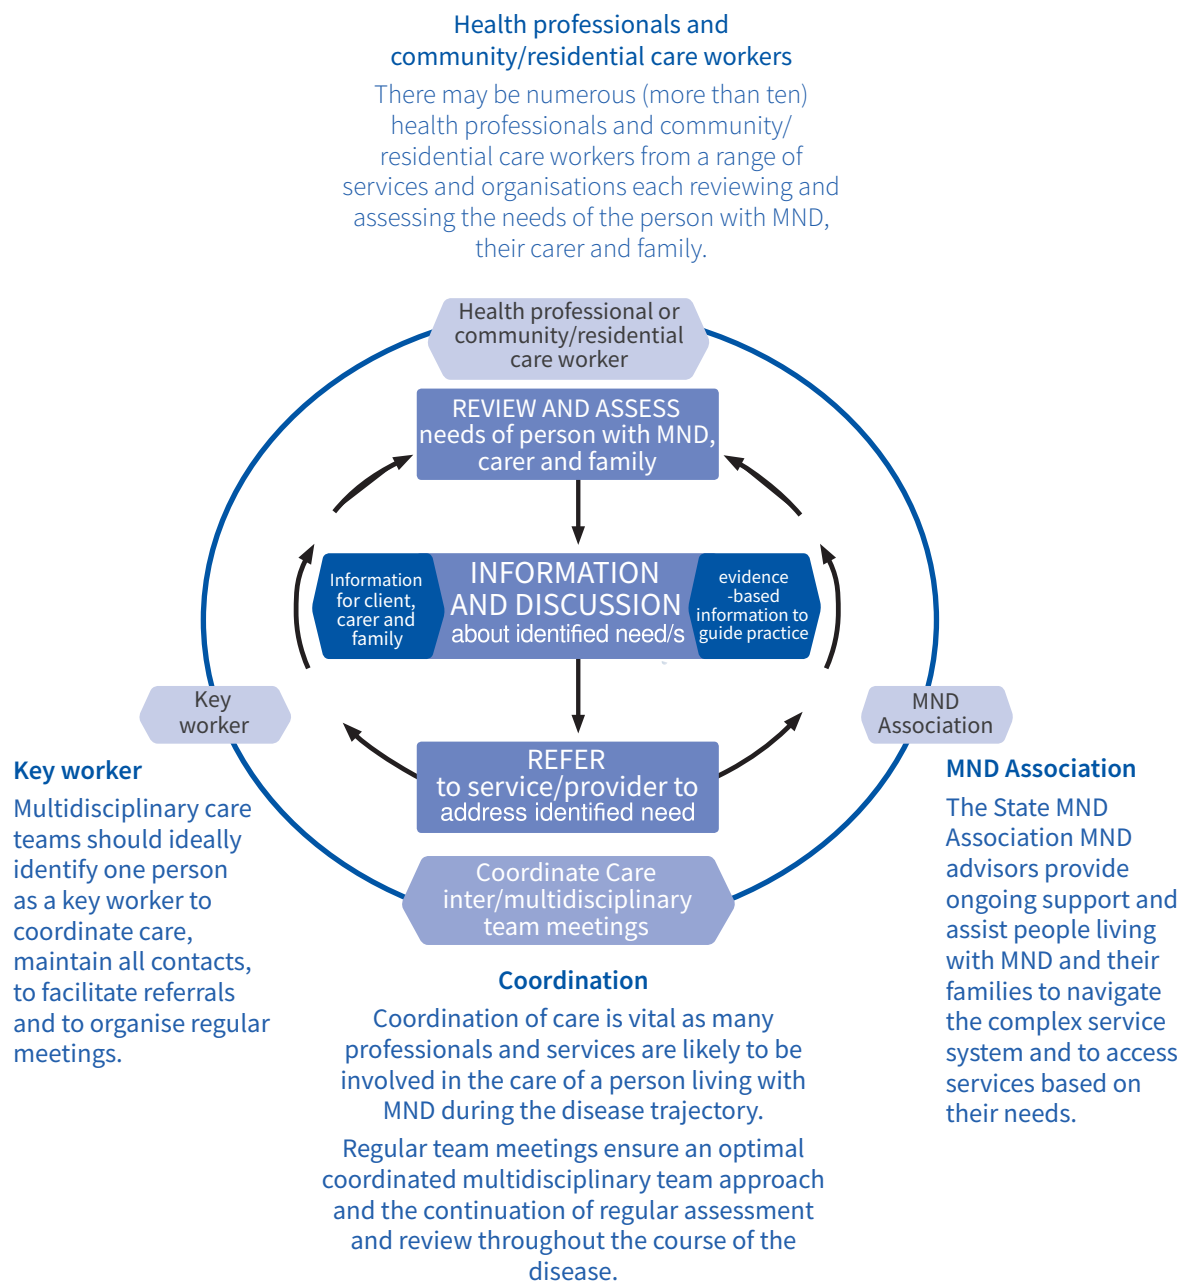 Health professionals and
community/residential care workers
There may be numerous (more than ten)
health professionals and community/
residential care workers from a range of
services and organisations each reviewing and
assessing the needs of the person with MND,
their carer and family.
Health professional or
community/residential
care worker
REVIEW AND ASSESS
needs of person with MND,
carer and family
Information
for client,
carer and
family
INFORMATION
AND DISCUSSION
about identified need/s
evidence
-based
information to
guide practice
Key
worker
MND
Association
REFER
to service/provider to
address identified need
Coordinate Care
inter/multidisciplinary
team meetings
Key worker
Multidisciplinary care
teams should ideally
identify one person
as a key worker to
coordinate care,
maintain all contacts,
to facilitate referrals
and to organise regular
meetings.
MND Association
The State MND
Association MND
advisors provide
ongoing support and
assist people living
with MND and their
families to navigate
the complex service
system and to access
services based on
their needs.
Coordination
Coordination of care is vital as many
professionals and services are likely to be
involved in the care of a person living with
MND during the disease trajectory.
Regular team meetings ensure an optimal
coordinated multidisciplinary team approach
and the continuation of regular assessment
and review throughout the course of the
disease.